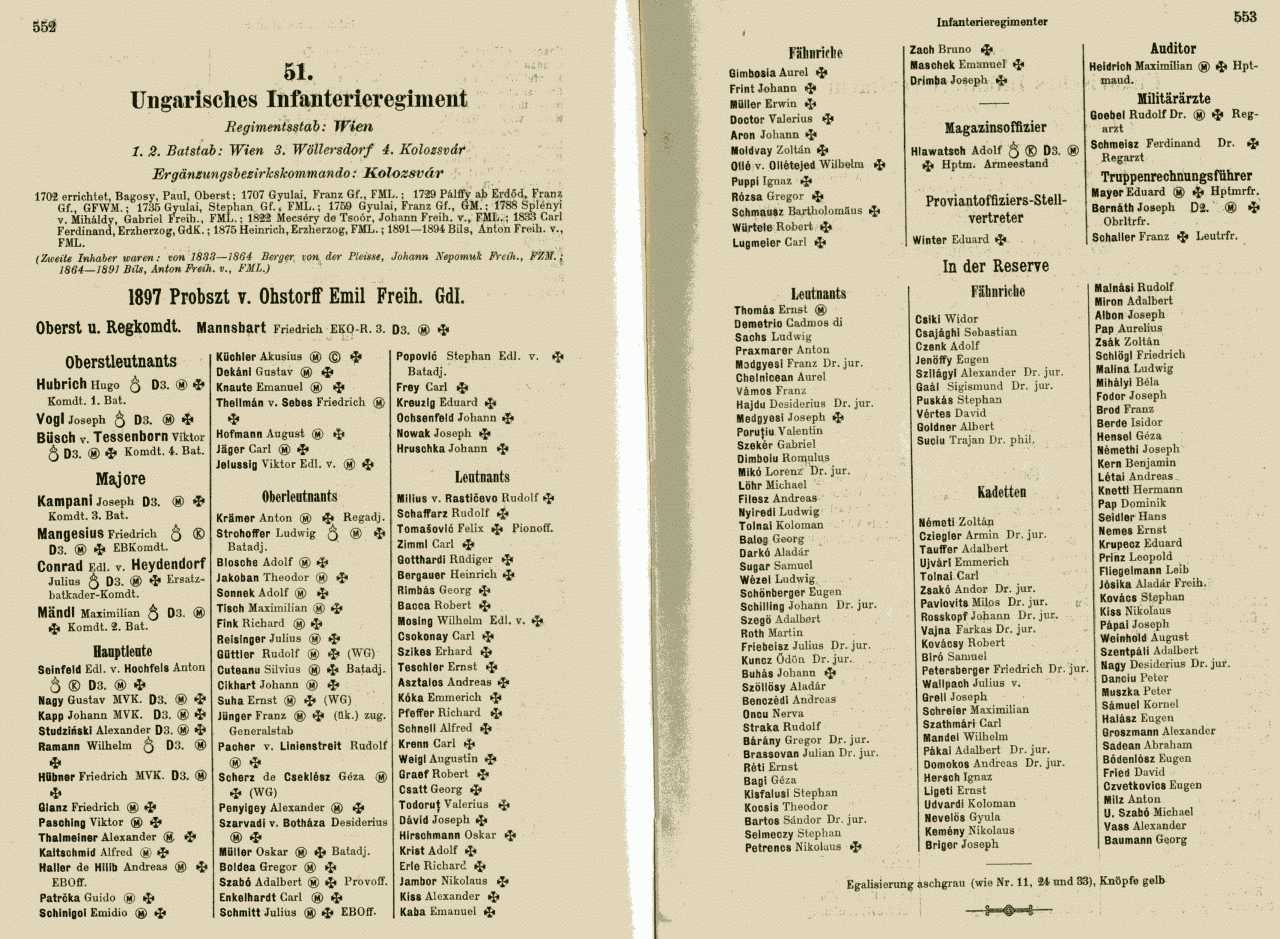 552
51.
Ungarisches Infanterieregiment
Regimentsstab: Wien
1. 2. Batstab: Wien 3. Wöllersdorf 4. Kolozsvár
Ergänzungsbezirkskommando: Kolozsvár
1702 errichtet, Bagosy, Paul, Oberst; 1707 Gyulai, Franz Gf., FML.; 1729 Pálffy ab Erdőd, Franz
Gf., GFWM.; 1735 Gyulai, Stephan Gf., FML.; 1759 Gyulai, Franz Gf., GM.; 1788 Splényi
v. Miháldy, Gabriel Freih., FML.; 1822 Mecséry de Tsoór, Johann Freih. v., FML.; 1833 Carl
Ferdinand, Erzherzog, GdK.; 1875 Heinrich, Erzherzog, FML.; 1891—1894 Bils, Anton Freih. v.,
FML.
(Zweite Inhaber waren: von 1833—1864 Berger von der Pleisse, Johann Nepomuk Freih., FZM.;
1864—1891 Bils, Anton Freih. v., FML.)
1897 Probszt v. Ohstorff Emil Freih. GdI.
Oberst u. Regkomdt. Mannsbart Friedrich EKO-R. 3. D3. Ⓜ ✠
Oberstleutnants
Hubrich Hugo D3. Ⓜ ✠
Komdt. 1. Bat.
Vogl Joseph D3. Ⓜ ✠
Büsch v. Tessenborn Viktor
D3. Ⓜ ✠ Komdt. 4. Bat.
Majore
Kampani Joseph D3. Ⓜ ✠
Komdt. 3. Bat.
Mangesius Friedrich Ⓚ
D3. Ⓜ ✠ EBKomdt.
Conrad Edl. v. Heydendorf
Julius D3. Ⓜ ✠ Ersatz-
batkader-Komdt.
Mändl Maximilian D3. Ⓜ
✠ Komdt. 2. Bat.
Hauptleute
Seinfeld Edl. v. Hochfels Anton
Ⓚ D3. Ⓜ ✠
Nagy Gustav MVK. D3. Ⓜ ✠
Kapp Johann MVK. D3. Ⓜ ✠
Studziński Alexander D3. Ⓜ ✠
Ramann Wilhelm D3. Ⓜ
✠
Hübner Friedrich MVK. D3. Ⓜ
✠
Glanz Friedrich Ⓜ ✠
Pasching Viktor Ⓜ ✠
Thalmeiner Alexander Ⓜ ✠
Kaltschmid Alfred Ⓜ ✠
Haller de Hilib Andreas Ⓜ ✠
EBOff.
Patrčka Guido Ⓜ ✠
Schinigoi Emidio Ⓜ ✠
Küchler Akusius Ⓜ Ⓒ ✠
Dekáni Gustav Ⓜ ✠
Knaute Emanuel Ⓜ ✠
Thellmán v. Sebes Friedrich Ⓜ
✠
Hofmann August Ⓜ ✠
Jäger Carl Ⓜ ✠
Jelussig Viktor Edl. v. Ⓜ ✠
Oberleutnants
Krämer Anton Ⓜ ✠ Regadj.
Strohoffer Ludwig Ⓜ ✠
Batadj.
Blosche Adolf Ⓜ ✠
Jakoban Theodor Ⓜ ✠
Sonnek Adolf Ⓜ ✠
Tisch Maximilian Ⓜ ✠
Fink Richard Ⓜ ✠
Reisinger Julius Ⓜ ✠
Güttler Rudolf Ⓜ ✠ (WG)
Cuteanu Silvius Ⓜ ✠ Batadj.
Cikhart Johann Ⓜ ✠
Suha Ernst Ⓜ ✠ (WG)
Jünger Franz Ⓜ ✠ (ük.) zug.
Generalstab
Pacher v. Linienstreit Rudolf
Ⓜ ✠
Scherz de Cseklész Géza Ⓜ
✠ (WG)
Penyigey Alexander Ⓜ ✠
Szarvadi v. Botháza Desiderius
Ⓜ ✠
Müller Oskar Ⓜ ✠ Batadj.
Boldea Gregor Ⓜ ✠
Szabó Adalbert Ⓜ ✠ Provoff.
Enkelhardt Carl Ⓜ ✠
Schmitt Julius Ⓜ ✠ EBOff.
Popović Stephan Edl. v. ✠
Batadj.
Frey Carl ✠
Kreuzig Eduard ✠
Ochsenfeld Johann ✠
Nowak Joseph ✠
Hruschka Johann ✠
Leutnants
Milius v. Rastičevo Rudolf ✠
Schaffarz Rudolf ✠
Tomašović Felix ✠ Pionoff.
Zimml Carl ✠
Gotthardi Rüdiger ✠
Bergauer Heinrich ✠
Rimbás Georg ✠
Bacca Robert ✠
Mosing Wilhelm Edl. v. ✠
Csokonay Carl ✠
Szikes Erhard ✠
Teschler Ernst ✠
Asztalos Andreas ✠
Kóka Emmerich ✠
Pfeffer Richard ✠
Schnell Alfred ✠
Krenn Carl ✠
Weigl Augustin ✠
Graef Robert ✠
Csatt Georg ✠
Todoruţ Valerius ✠
Dávid Joseph ✠
Hirschmann Oskar ✠
Krist Adolf ✠
Erle Richard ✠
Jambor Nikolaus ✠
Kiss Alexander ✠
Kaba Emanuel ✠
Infanterieregimenter
553
Fähnriche
Gimbosia Aurel ✠
Frint Johann ✠
Müller Erwin ✠
Doctor Valerius ✠
Aron Johann ✠
Moldvay Zoltán ✠
Ollé v. Ollétejed Wilhelm ✠
Puppi Ignaz ✠
Rózsa Gregor ✠
Schmausz Bartholomäus ✠
Würtele Robert ✠
Lugmeier Carl ✠
Zach Bruno ✠
Maschek Emanuel ✠
Drimba Joseph ✠
Magazinsoffizier
Hlawatsch Adolf Ⓚ D3. Ⓜ
✠ Hptm. Armeestand
Proviantoffiziers-Stell-
vertreter
Winter Eduard ✠
Auditor
Heidrich Maximilian Ⓜ ✠ Hpt-
maud.
Militärärzte
Goebel Rudolf Dr. Ⓜ ✠ Reg-
arzt
Schmeisz Ferdinand Dr. ✠
Regarzt
Truppenrechnungsführer
Mayer Eduard Ⓜ ✠ Hptmrfr.
Bernáth Joseph D2. Ⓜ ✠
Obrltrfr.
Schaller Franz ✠ Leutrfr.
In der Reserve
Leutnants
Thomás Ernst Ⓜ
Demetrio Cadmos di
Sachs Ludwig
Praxmarer Anton
Modgyesi Franz Dr. jur.
Chelnicean Aurel
Vámos Franz
Hajdu Desiderius Dr. jur.
Medgyesi Joseph ✠
Poruţiu Valentin
Szekér Gabriel
Dimboiu Romulus
Mikó Lorenz Dr. jur.
Löhr Michael
Filesz Andreas
Nyiredi Ludwig
Tolnai Koloman
Balog Georg
Darkó Aladár
Sugar Samuel
Wézel Ludwig
Schönberger Eugen
Schilling Johann Dr. jur.
Szegö Adalbert
Roth Martin
Friebeisz Julius Dr. jur.
Kuncz Ödön Dr. jur.
Buhás Johann ✠
Szöllösy Aladár
Benczédi Andreas
Oncu Nerva
Straka Rudolf
Bárány Gregor Dr. jur.
Brassovan Julian Dr. jur.
Réti Ernst
Bagi Géza
Kisfalusi Stephan
Kocsis Theodor
Bartos Sándor Dr. jur.
Selmeczy Stephan
Petrencs Nikolaus ✠
Fähnriche
Csiki Widor
Csajághi Sebastian
Czenk Adolf
Jenöffy Eugen
Szilágyi Alexander Dr. jur.
Gaál Sigismund Dr. jur.
Puskás Stephan
Vértes David
Goldner Albert
Suciu Trajan Dr. phil.
Kadetten
Németi Zoltán
Cziegler Armin Dr. jur.
Tauffer Adalbert
Ujvári Emmerich
Tolnai Carl
Zsakó Andor Dr. jur.
Pavlovits Milos Dr. jur.
Rosskopf Johann Dr. jur.
Vajna Farkas Dr. jur.
Kovácsy Robert
Biró Samuel
Petersberger Friedrich Dr. jur.
Wallpach Julius v.
Grell Joseph
Schreier Maximilian
Szathmári Carl
Mandel Wilhelm
Pákai Adalbert Dr. jur.
Domokos Andreas Dr. jur.
Hersch Ignaz
Ligeti Ernst
Udvardi Koloman
Nevelös Gyula
Kemény Nikolaus
Briger Joseph
Malnási Rudolf
Miron Adalbert
Albon Joseph
Pap Aurelius
Zsák Zoltán
Schlögl Friedrich
Malina Ludwig
Mihályi Béla
Fodor Joseph
Brod Franz
Berde Isidor
Hensel Géza
Némethi Joseph
Kern Benjamin
Létai Andreas
Knetti Hermann
Pap Dominik
Seidler Hans
Nemes Ernst
Krupecz Eduard
Prinz Leopold
Fliegelmann Leib
Jósika Aladár Freih.
Kovács Stephan
Kiss Nikolaus
Pápai Joseph
Weinhold August
Szentpáli Adalbert
Nagy Desiderius Dr. jur.
Danciu Peter
Muszka Peter
Sámuel Kornel
Halász Eugen
Groszmann Alexander
Sadean Abraham
Bódenlösz Eugen
Fried David
Czvetkovics Eugen
Milz Anton
U. Szabó Michael
Vass Alexander
Baumann Georg
Egalisierung aschgrau (wie Nr. 11, 24 und 33), Knöpfe gelb